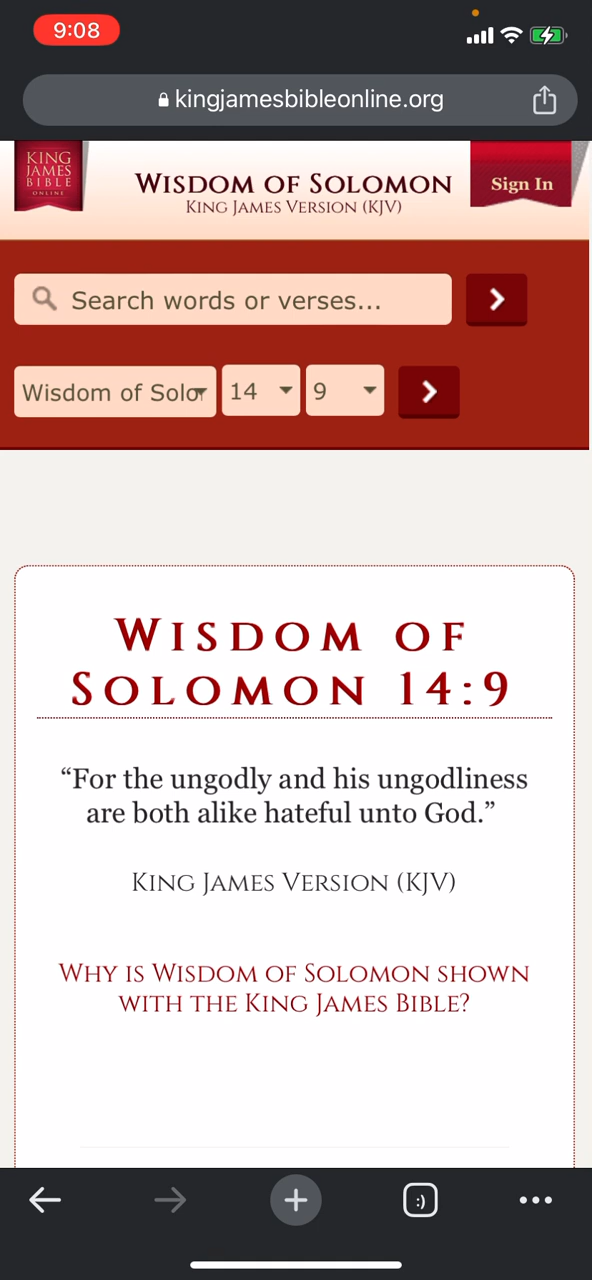 9:08
kingjamesbibleonline.org
KING
JAMES
BIBLE
ONLINE
WISDOM OF SOLOMON
KING JAMES VERSION (KJV)
Sign In
Search words or verses...
Wisdom of Solo
14
9
WISDOM OF
SOLOMON 14:9
“For the ungodly and his ungodliness
are both alike hateful unto God.”
KING JAMES VERSION (KJV)
WHY IS WISDOM OF SOLOMON SHOWN
WITH THE KING JAMES BIBLE?
:)